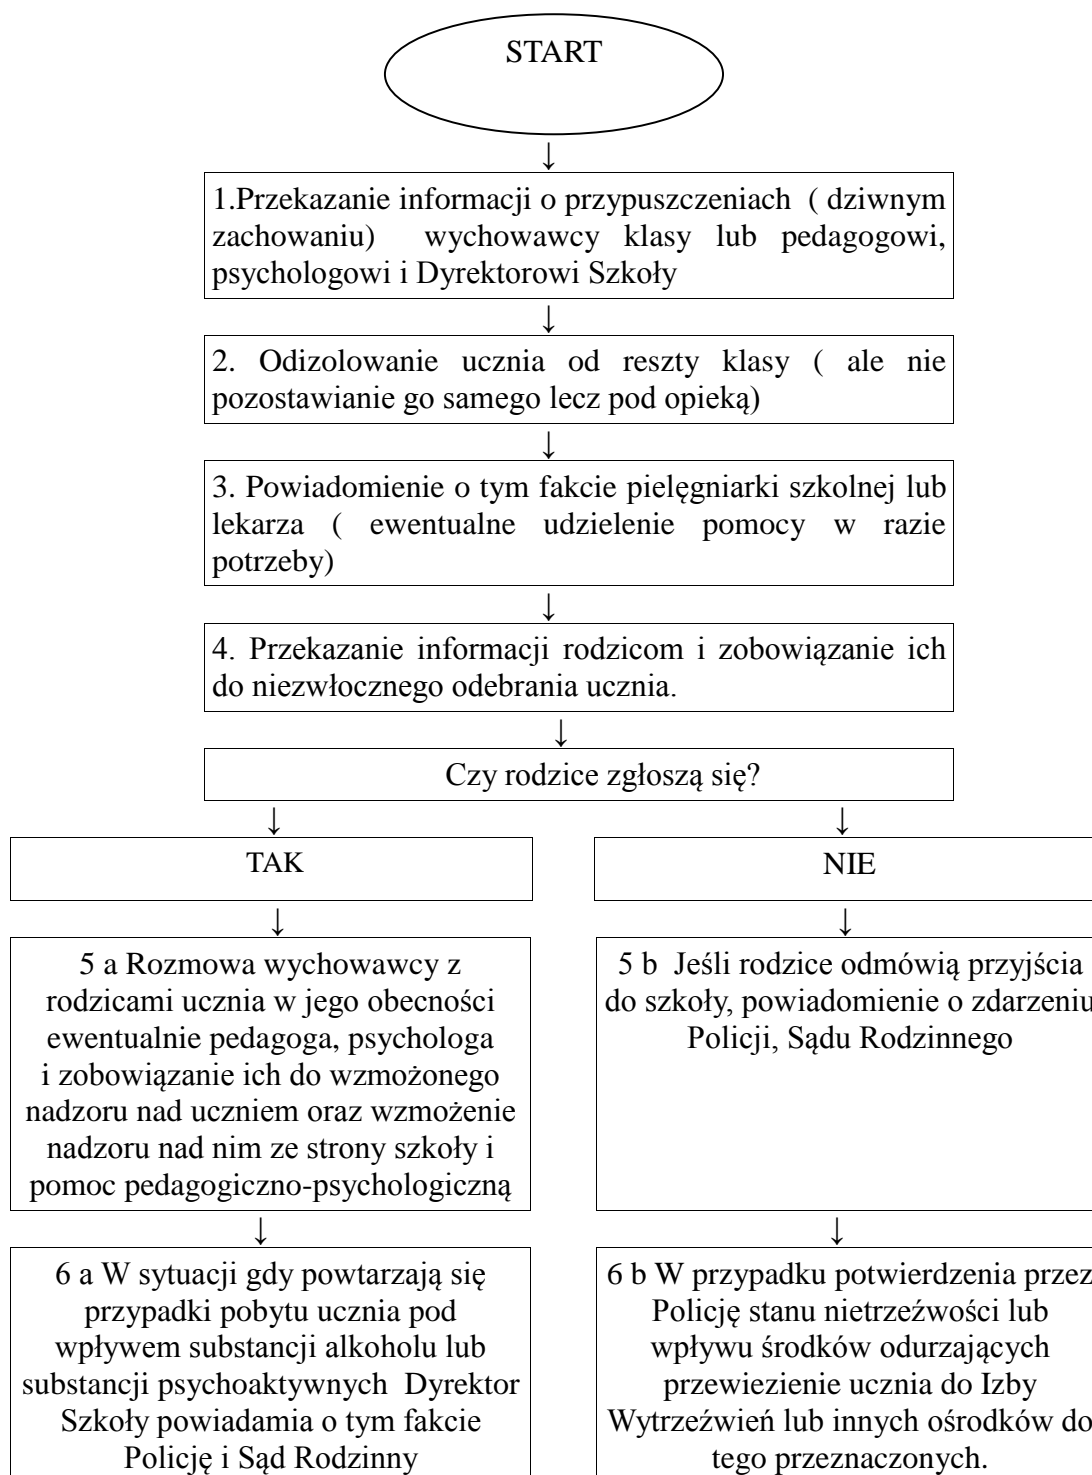 START
↓
1.Przekazanie informacji o przypuszczeniach ( dziwnym
zachowaniu) wychowawcy klasy lub pedagogowi,
psychologowi i Dyrektorowi Szkoły
↓
2. Odizolowanie ucznia od reszty klasy ( ale nie
pozostawianie go samego lecz pod opieką)
↓
3. Powiadomienie o tym fakcie pielęgniarki szkolnej lub
lekarza ( ewentualne udzielenie pomocy w razie
potrzeby)
↓
4. Przekazanie informacji rodzicom i zobowiązanie ich
do niezwłocznego odebrania ucznia.
↓
Czy rodzice zgłoszą się?
↓
TAK
↓
5 a Rozmowa wychowawcy z
rodzicami ucznia w jego obecności
ewentualnie pedagoga, psychologa
i zobowiązanie ich do wzmożonego
nadzoru nad uczniem oraz wzmożenie
nadzoru nad nim ze strony szkoły i
pomoc pedagogiczno-psychologiczną
↓
6 a W sytuacji gdy powtarzają się
przypadki pobytu ucznia pod
wpływem substancji alkoholu lub
substancji psychoaktywnych Dyrektor
Szkoły powiadamia o tym fakcie
Policję i Sąd Rodzinny
↓
NIE
↓
5 b Jeśli rodzice odmówią przyjścia
do szkoły, powiadomienie o zdarzeniu
Policji, Sądu Rodzinnego
↓
6 b W przypadku potwierdzenia przez
Policję stanu nietrzeźwości lub
wpływu środków odurzających
przewiezienie ucznia do Izby
Wytrzeźwień lub innych ośrodków do
tego przeznaczonych.